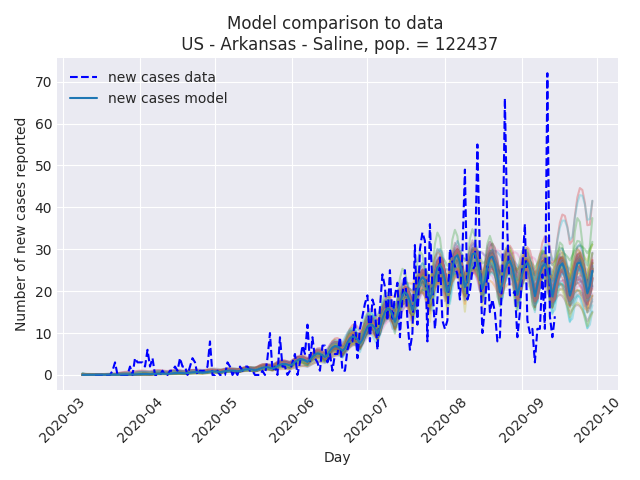 Model comparison to data
US - Arkansas - Saline, pop. = 122437
new cases data
new cases model
Number of new cases reported
70
60
50
40
30
20
10
0
2020-03
2020-04
2020-05
2020-06
2020-07
2020-08
2020-09
2020-10
Day